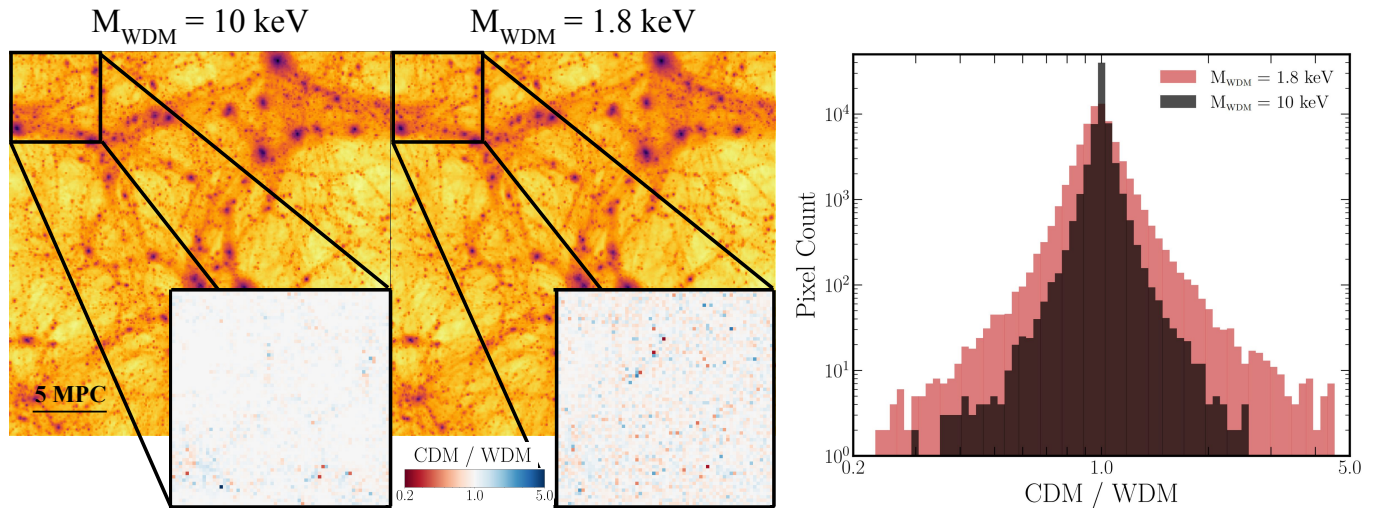 M_WDM = 10 keV
M_WDM = 1.8 keV
5 MPC
CDM / WDM
0.2 1.0 5.0
Pixel Count
10^4
10^3
10^2
10^1
10^0
M_WDM = 1.8 keV
M_WDM = 10 keV
0.2 1.0 5.0
CDM / WDM